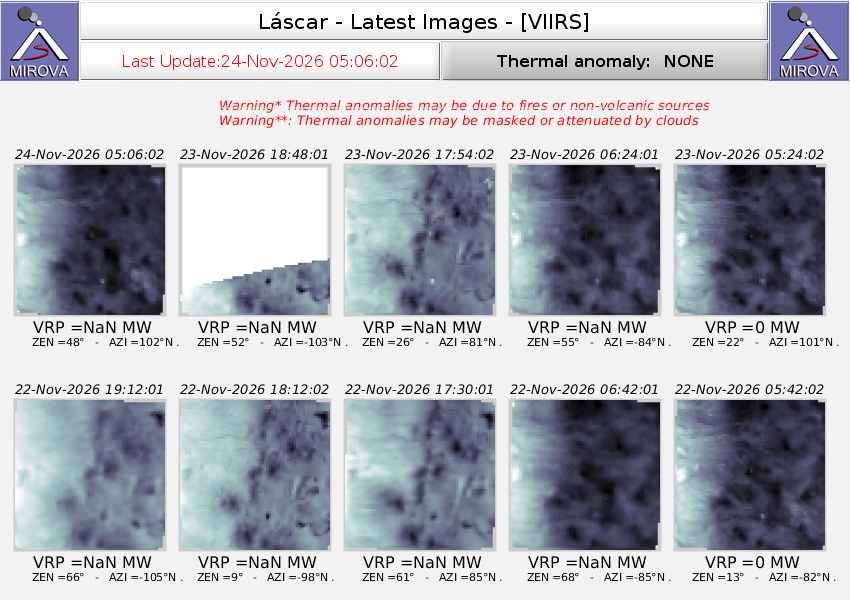 Láscar - Latest Images - [VIIRS]
MIROVA
Last Update:24-Nov-2026 05:06:02
Thermal anomaly: NONE
MIROVA
Warning* Thermal anomalies may be due to fires or non-volcanic sources
Warning**: Thermal anomalies may be masked or attenuated by clouds
24-Nov-2026 05:06:02
23-Nov-2026 18:48:01
23-Nov-2026 17:54:02
23-Nov-2026 06:24:01
23-Nov-2026 05:24:02
VRP =NaN MW
VRP =NaN MW
VRP =NaN MW
VRP =NaN MW
VRP =0 MW
ZEN =48° - AZI =102°N .
ZEN =52° - AZI =-103°N .
ZEN =26° - AZI =81°N .
ZEN =55° - AZI =-84°N .
ZEN =22° - AZI =101°N .
22-Nov-2026 19:12:01
22-Nov-2026 18:12:02
22-Nov-2026 17:30:01
22-Nov-2026 06:42:01
22-Nov-2026 05:42:02
VRP =NaN MW
VRP =NaN MW
VRP =NaN MW
VRP =NaN MW
VRP =0 MW
ZEN =66° - AZI =-105°N .
ZEN =9° - AZI =-98°N .
ZEN =61° - AZI =85°N .
ZEN =68° - AZI =-85°N .
ZEN =13° - AZI =-82°N .